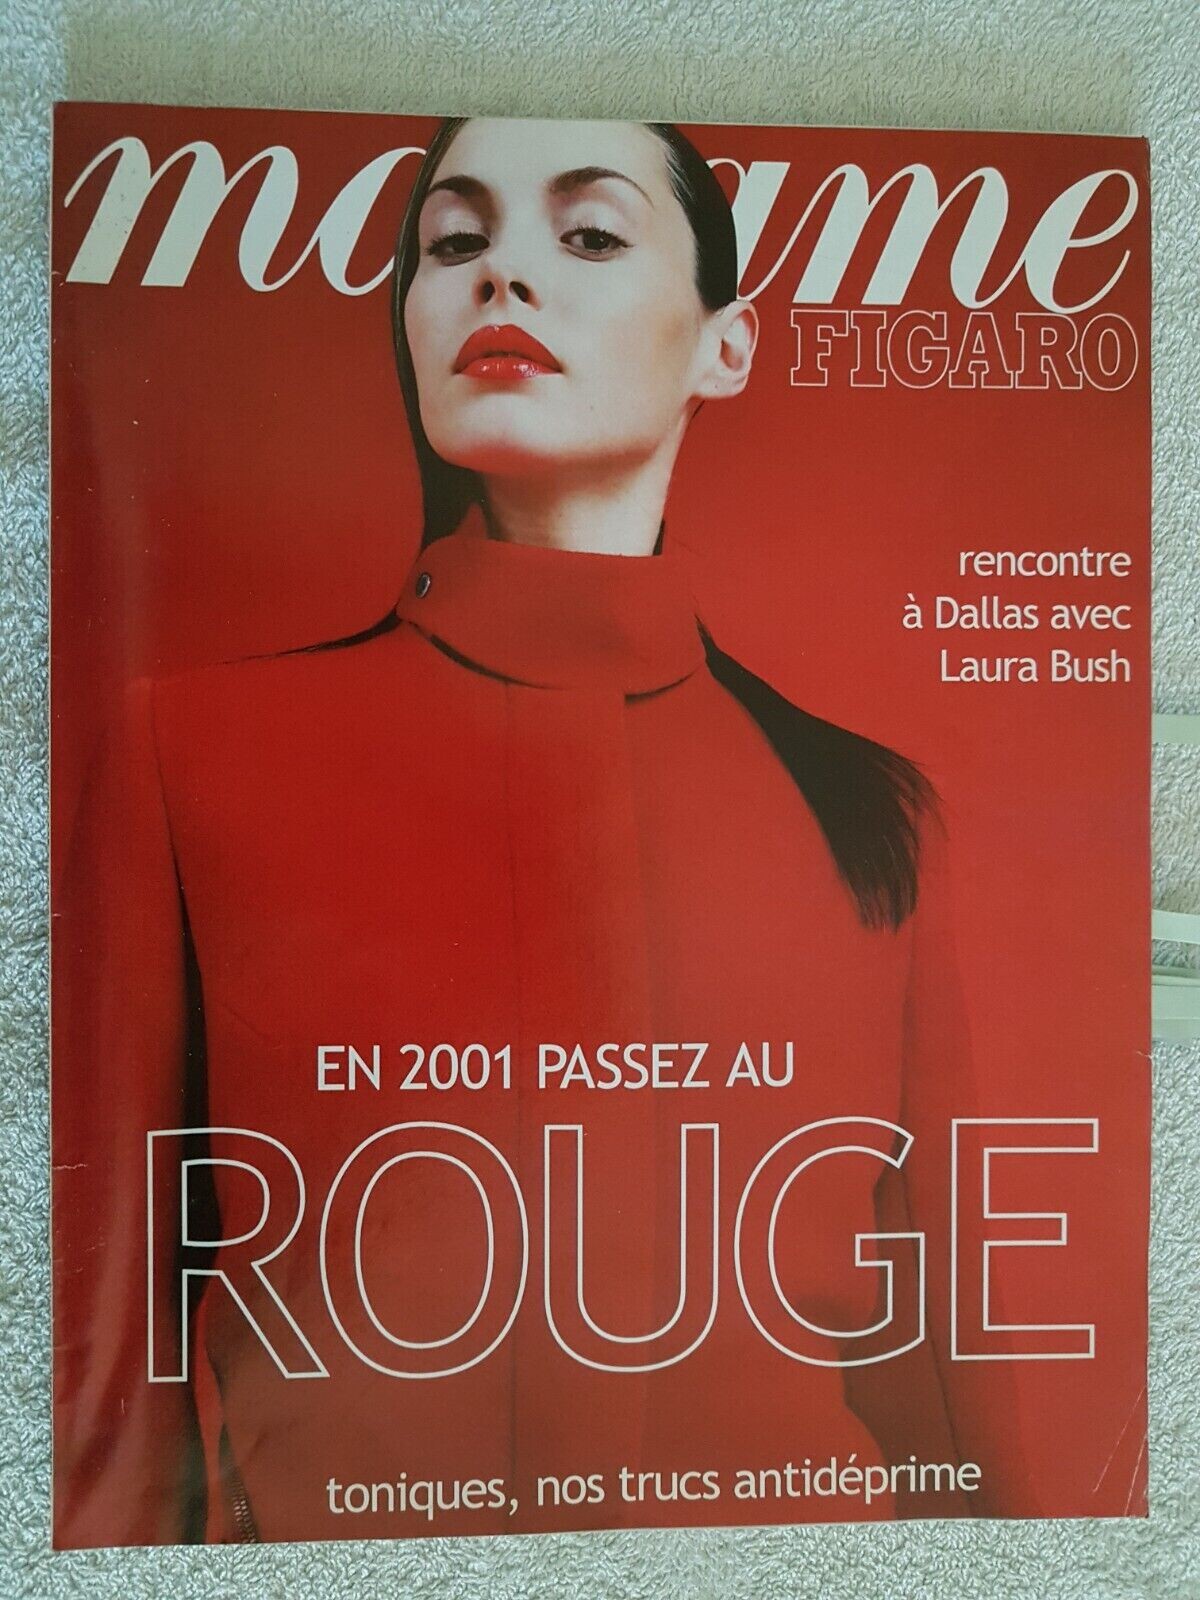 madame
FIGARO
rencontre
à Dallas avec
Laura Bush
EN 2001 PASSEZ AU
ROUGE
toniques, nos trucs antidéprime